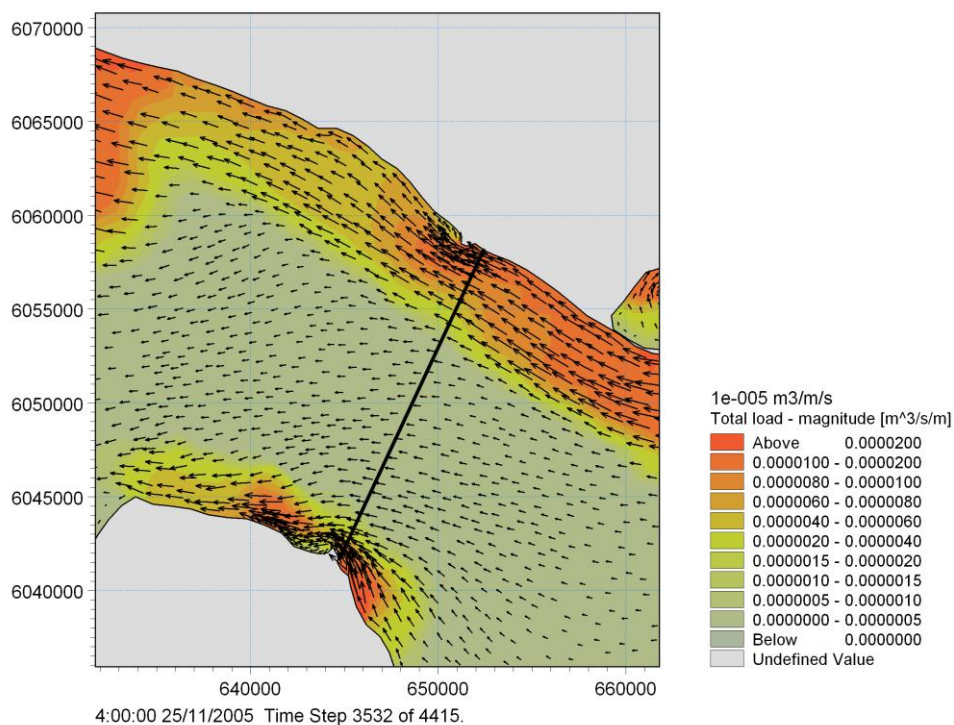 6070000
6065000
6060000
6055000
6050000
6045000
6040000
640000 650000 660000
4:00:00 25/11/2005 Time Step 3532 of 4415.
1e-005 m3/m/s
Total load - magnitude [m^3/s/m]
Above 0.0000200
0.0000100 - 0.0000200
0.0000080 - 0.0000100
0.0000060 - 0.0000080
0.0000040 - 0.0000060
0.0000020 - 0.0000040
0.0000015 - 0.0000020
0.0000010 - 0.0000015
0.0000005 - 0.0000010
0.0000000 - 0.0000005
Below 0.0000000
Undefined Value